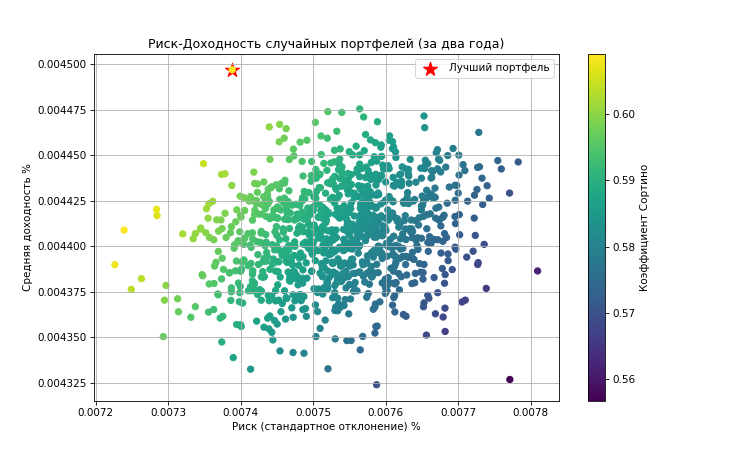 Риск-Доходность случайных портфелей (за два года)
Лучший портфель
Средняя доходность %
0.004500
0.004475
0.004450
0.004425
0.004400
0.004375
0.004350
0.004325
0.0072 0.0073 0.0074 0.0075 0.0076 0.0077 0.0078
Риск (стандартное отклонение) %
0.60
0.59
0.58
0.57
0.56
Коэффициент Сортино